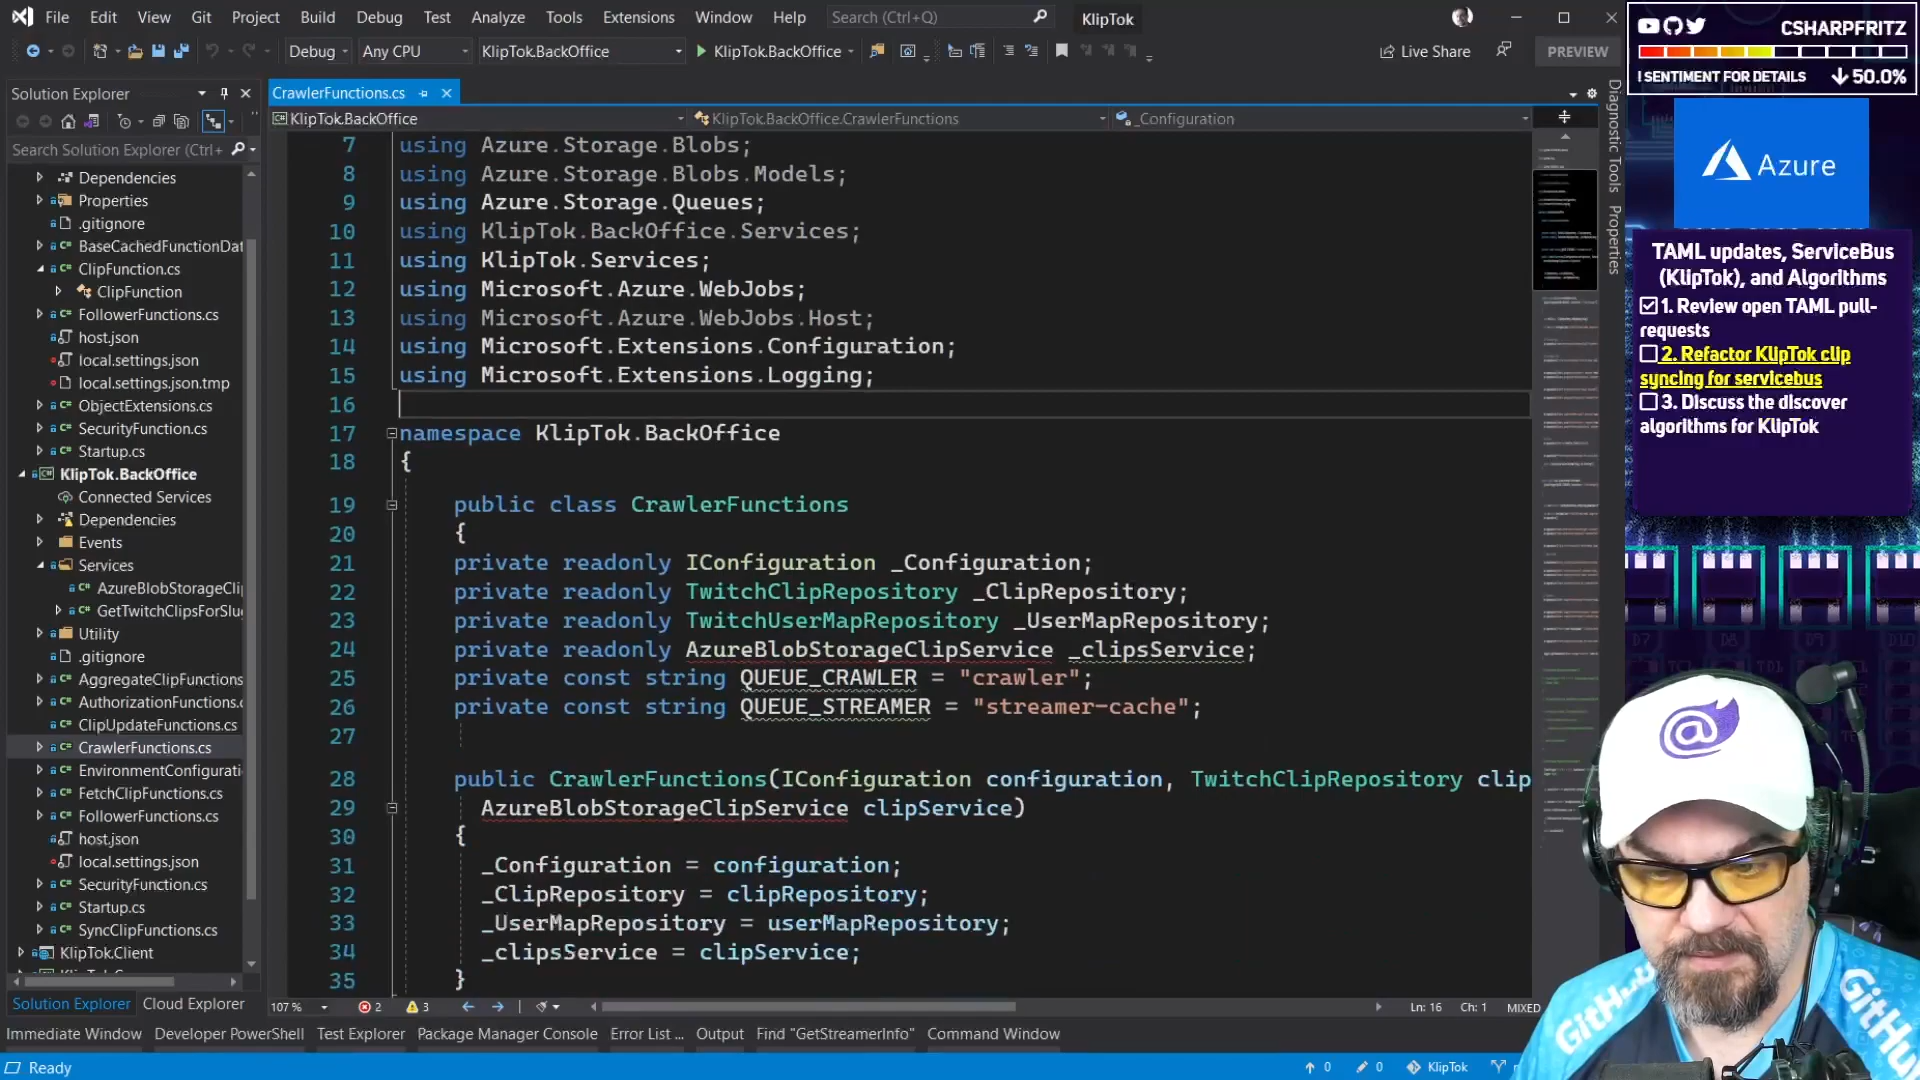 File Edit View Git Project Build Debug Test Analyze Tools Extensions Window Help Search (Ctrl+Q) KlipTok
Debug Any CPU KlipTok.BackOffice KlipTok.BackOffice Live Share PREVIEW
Solution Explorer
Search Solution Explorer (Ctrl+
Dependencies
Properties
.gitignore
BaseCachedFunctionDat
ClipFunction.cs
ClipFunction
FollowerFunctions.cs
host.json
local.settings.json
local.settings.json.tmp
ObjectExtensions.cs
SecurityFunction.cs
Startup.cs
KlipTok.BackOffice
Connected Services
Dependencies
Events
Services
AzureBlobStorageCli
GetTwitchClipsForSlu
Utility
.gitignore
AggregateClipFunctions
AuthorizationFunctions.
ClipUpdateFunctions.cs
CrawlerFunctions.cs
EnvironmentConfigurati
FetchClipFunctions.cs
FollowerFunctions.cs
host.json
local.settings.json
SecurityFunction.cs
Startup.cs
SyncClipFunctions.cs
KlipTok.Client
Solution Explorer Cloud Explorer
CrawlerFunctions.cs
KlipTok.BackOffice KlipTok.BackOffice.CrawlerFunctions _Configuration
7 using Azure.Storage.Blobs;
8 using Azure.Storage.Blobs.Models;
9 using Azure.Storage.Queues;
10 using KlipTok.BackOffice.Services;
11 using KlipTok.Services;
12 using Microsoft.Azure.WebJobs;
13 using Microsoft.Azure.WebJobs.Host;
14 using Microsoft.Extensions.Configuration;
15 using Microsoft.Extensions.Logging;
16
17 namespace KlipTok.BackOffice
18 {
19 public class CrawlerFunctions
20 {
21 private readonly IConfiguration _Configuration;
22 private readonly TwitchClipRepository _ClipRepository;
23 private readonly TwitchUserMapRepository _UserMapRepository;
24 private readonly AzureBlobStorageClipService _clipsService;
25 private const string QUEUE_CRAWLER = "crawler";
26 private const string QUEUE_STREAMER = "streamer-cache";
27
28 public CrawlerFunctions(IConfiguration configuration, TwitchClipRepository clip
29 AzureBlobStorageClipService clipService)
30 {
31 _Configuration = configuration;
32 _ClipRepository = clipRepository;
33 _UserMapRepository = userMapRepository;
34 _clipsService = clipService;
35 }
107 % 2 3 Ln: 16 Ch: 1 MIXED
Immediate Window Developer PowerShell Test Explorer Package Manager Console Error List ... Output Find "GetStreamerInfo" Command Window
Ready 0 0 KlipTok
Diagnostic Tools
Properties
CSHARPFRITZ
!SENTIMENT FOR DETAILS 50.0%
Azure
TAML updates, ServiceBus
(KlipTok), and Algorithms
1. Review open TAML pull-
requests
2. Refactor KlipTok clip
syncing for servicebus
3. Discuss the discover
algorithms for KlipTok
@
GitHub
GitHu